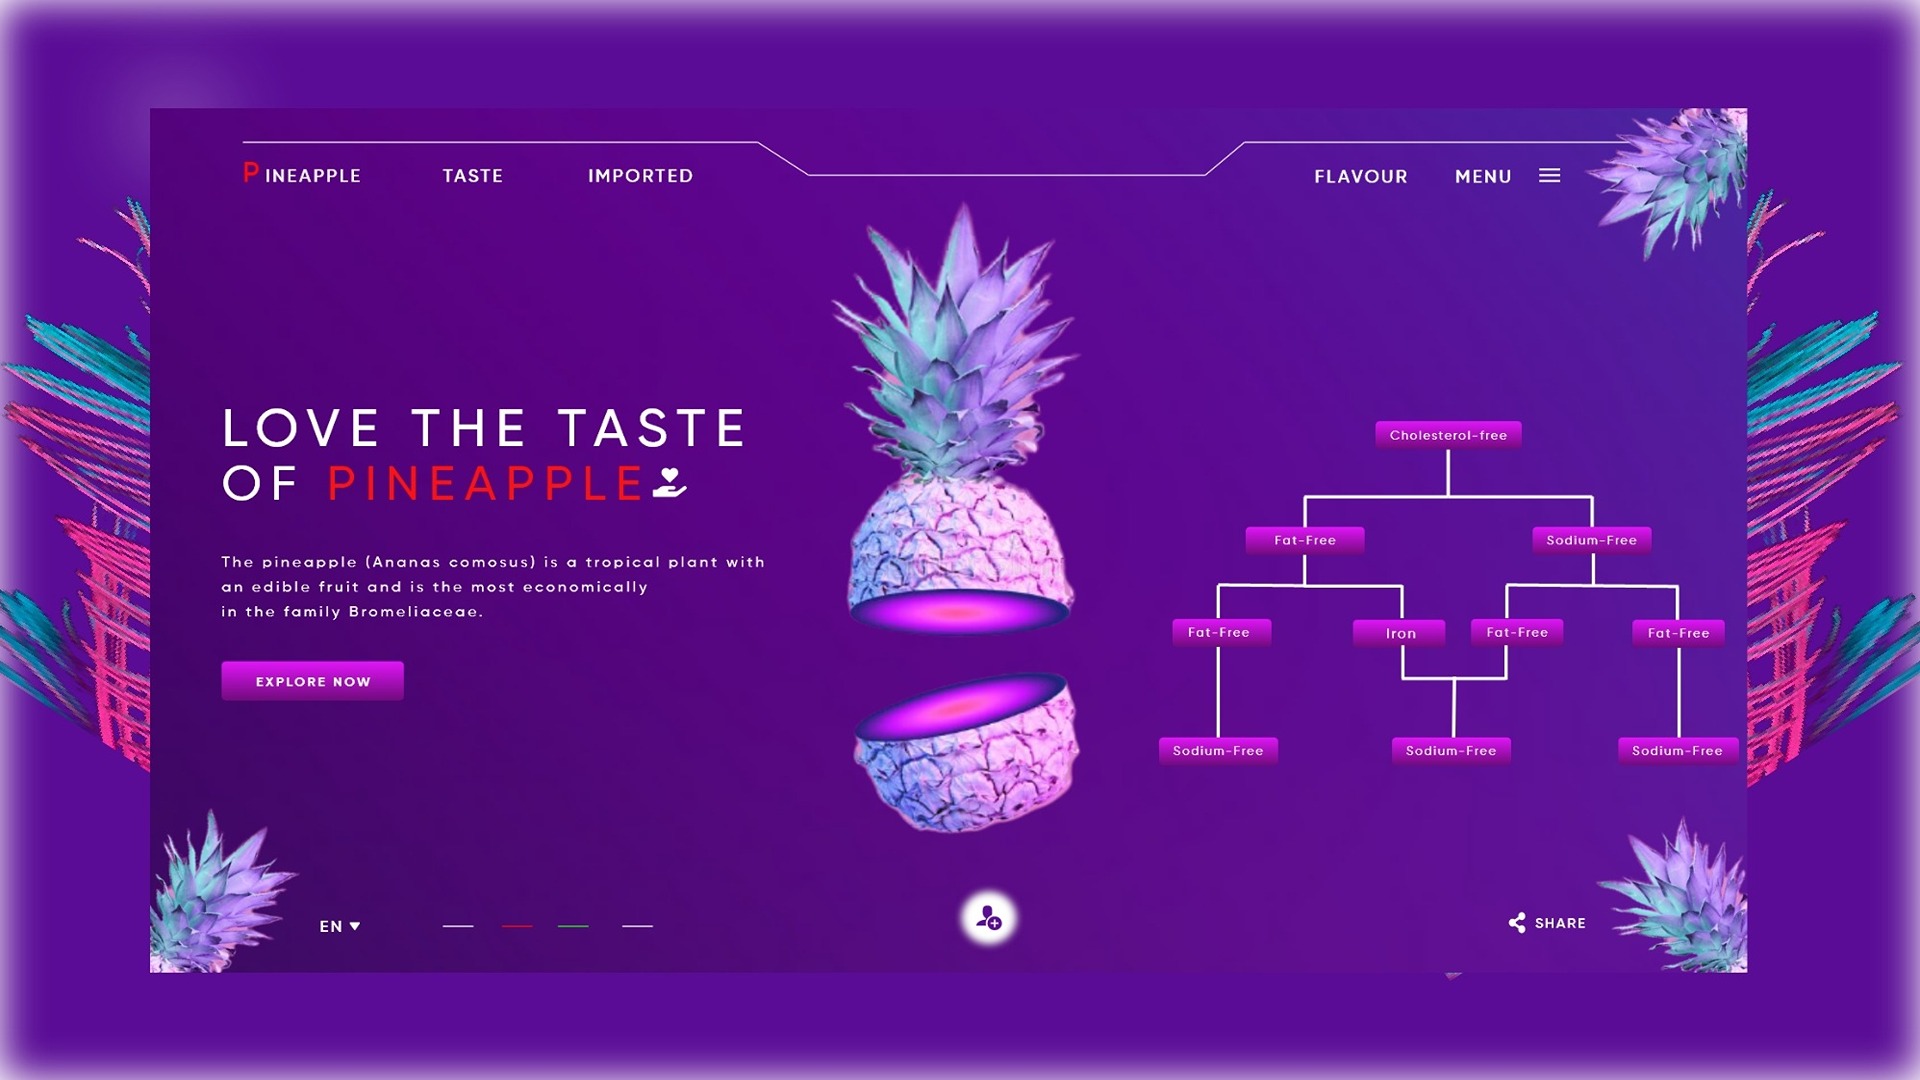 PINEAPPLE TASTE IMPORTED FLAVOUR MENU
LOVE THE TASTE
OF PINEAPPLE
The pineapple (Ananas comosus) is a tropical plant with
an edible fruit and is the most economically
in the family Bromeliaceae.
EXPLORE NOW
Cholesterol-free
Fat-Free Sodium-Free
Fat-Free Iron Fat-Free Fat-Free
Sodium-Free Sodium-Free Sodium-Free
EN
SHARE